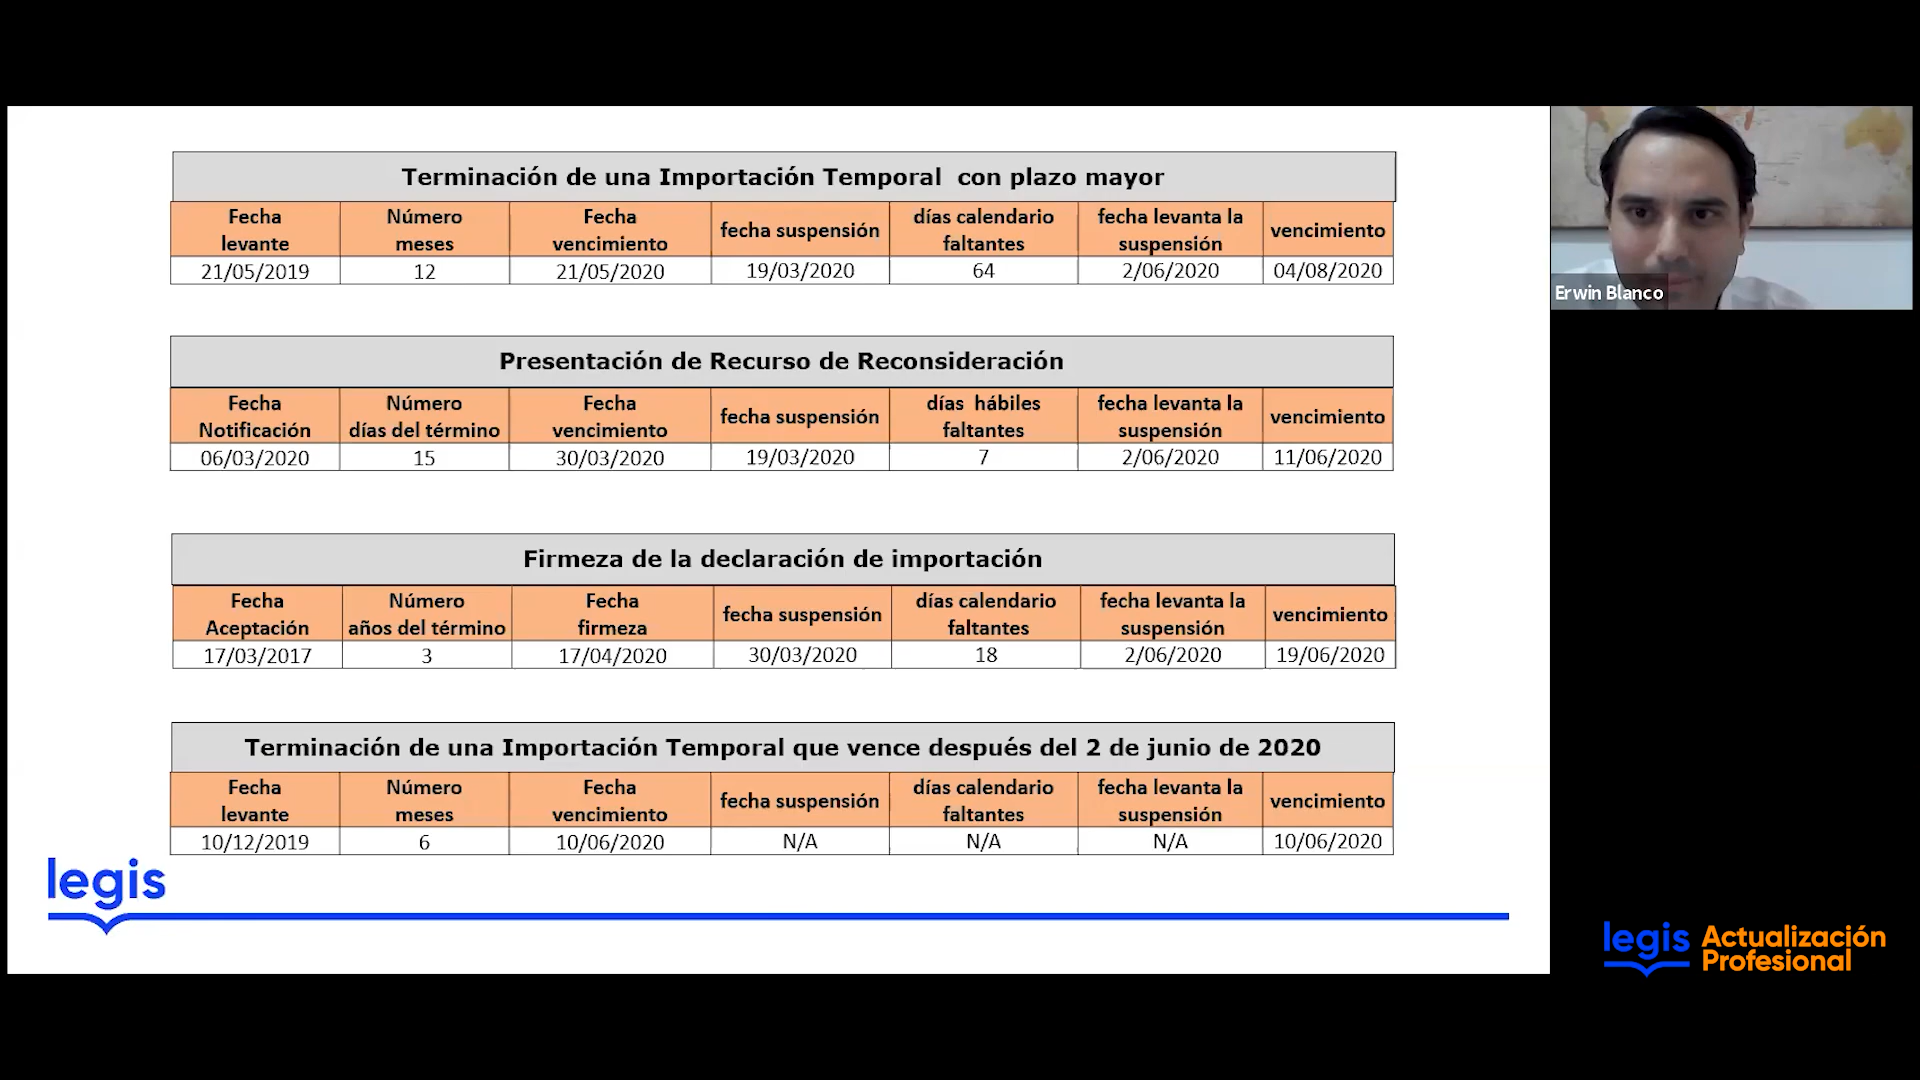 Terminación de una Importación Temporal con plazo mayor
Fecha levante Número meses Fecha vencimiento fecha suspensión días calendario faltantes fecha levanta la suspensión vencimiento
21/05/2019 12 21/05/2020 19/03/2020 64 2/06/2020 04/08/2020
Presentación de Recurso de Reconsideración
Fecha Notificación Número días del término Fecha vencimiento fecha suspensión días hábiles faltantes fecha levanta la suspensión vencimiento
06/03/2020 15 30/03/2020 19/03/2020 7 2/06/2020 11/06/2020
Firmeza de la declaración de importación
Fecha Aceptación Número años del término Fecha firmeza fecha suspensión días calendario faltantes fecha levanta la suspensión vencimiento
17/03/2017 3 17/04/2020 30/03/2020 18 2/06/2020 19/06/2020
Terminación de una Importación Temporal que vence después del 2 de junio de 2020
Fecha levante Número meses Fecha vencimiento fecha suspensión días calendario faltantes fecha levanta la suspensión vencimiento
10/12/2019 6 10/06/2020 N/A N/A N/A 10/06/2020
legis
Erwin Blanco
legis Actualización
Profesional